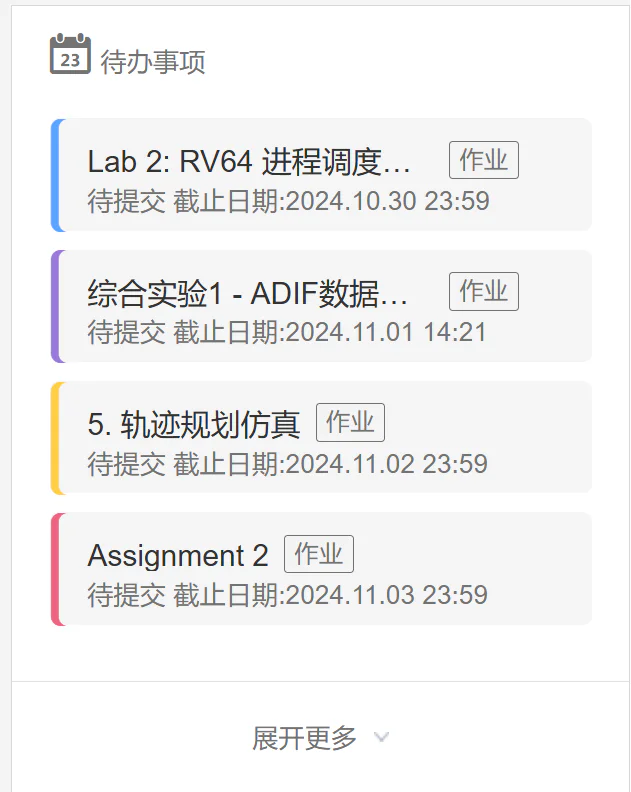 23 待办事项
Lab 2: RV64 进程调度… 作业
待提交 截止日期:2024.10.30 23:59
综合实验1 - ADIF数据… 作业
待提交 截止日期:2024.11.01 14:21
5. 轨迹规划仿真 作业
待提交 截止日期:2024.11.02 23:59
Assignment 2 作业
待提交 截止日期:2024.11.03 23:59
展开更多